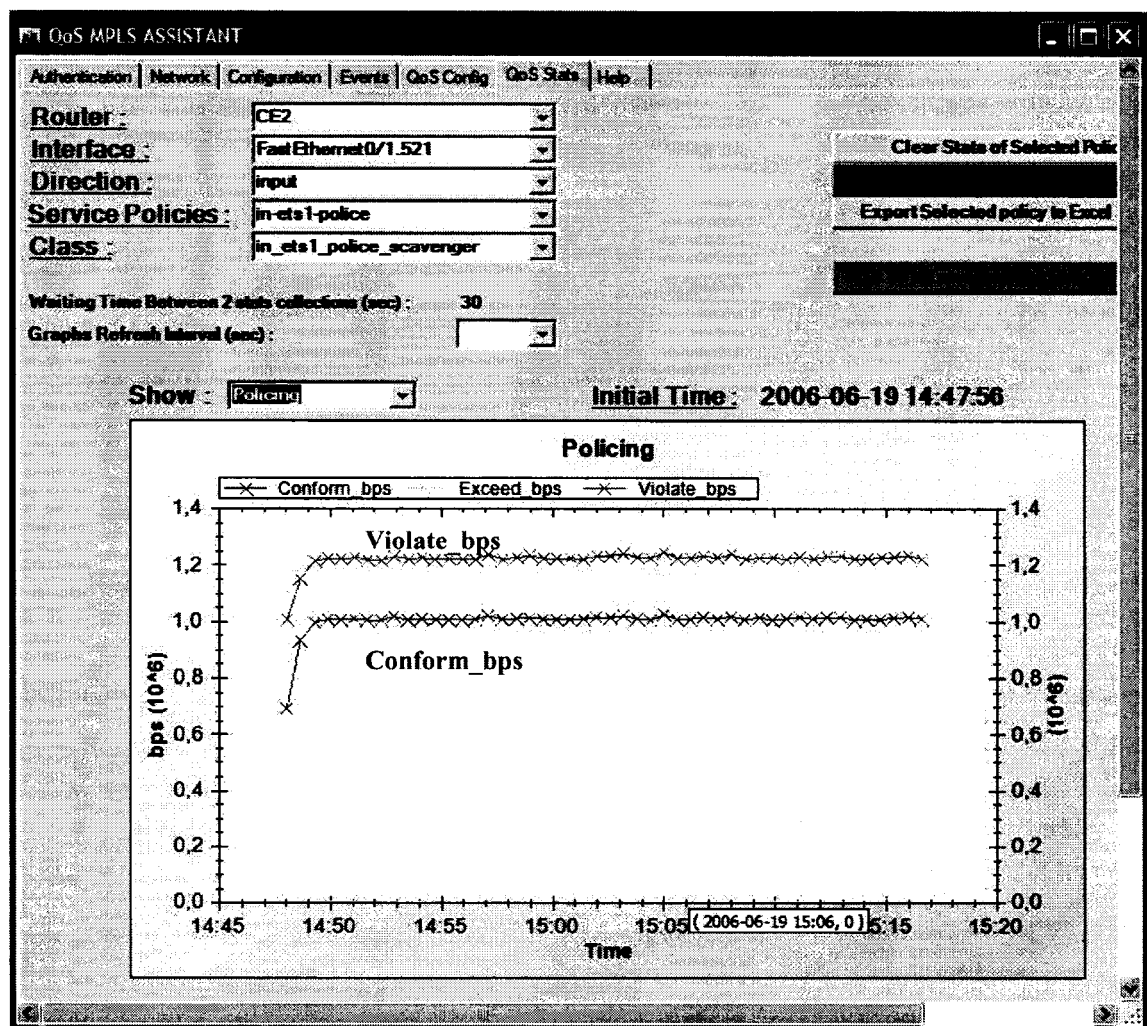 QoS MPLS ASSISTANT
Authentication Network Configuration Events QoS Config QoS Stats Help
Router : CE2
Interface : FastEthernet0/1.521
Direction : input
Service Policies : in-ets1-police
Class : in_ets1_police_scavenger
Clear Stats of Selected Polic
Export Selected policy to Excel
Waiting Time Between 2 stats collections (sec) : 30
Graphs Refresh Interval (sec) :
Show : Policing
Initial Time : 2006-06-19 14:47:56
Policing
Conform_bps Exceed_bps Violate_bps
1,4 1,4
Violate_bps
1,2 1,2
1,0 1,0
Conform_bps
0,8 0,8
bps (10^6) (10^6)
0,6 0,6
0,4 0,4
0,2 0,2
0,0 0,0
14:45 14:50 14:55 15:00 15:05 ( 2006-06-19 15:06, 0 ) 15:15 15:20
Time